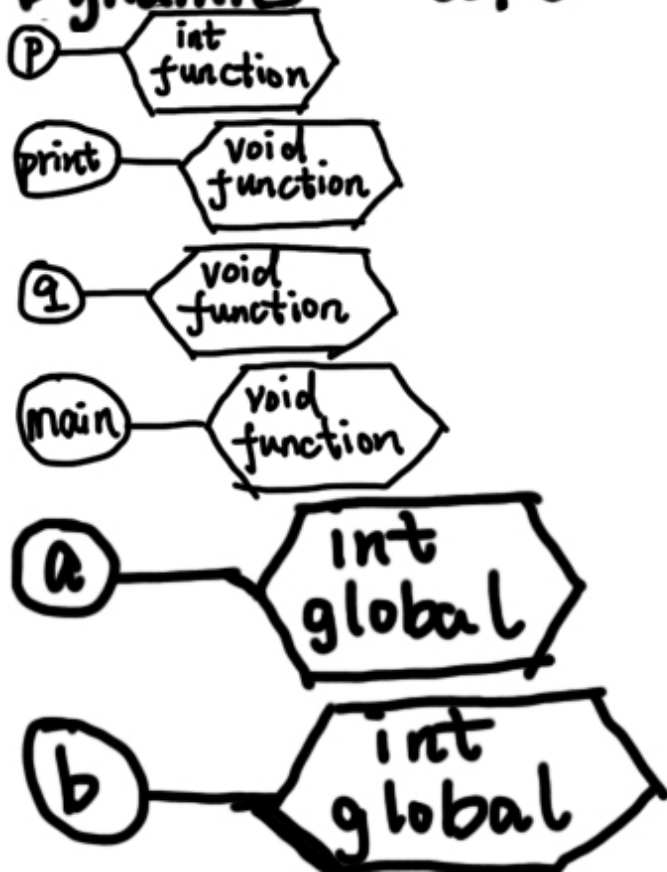 p
int
function
print
void
function
q
void
function
main
void
function
a
int
global
b
int
global